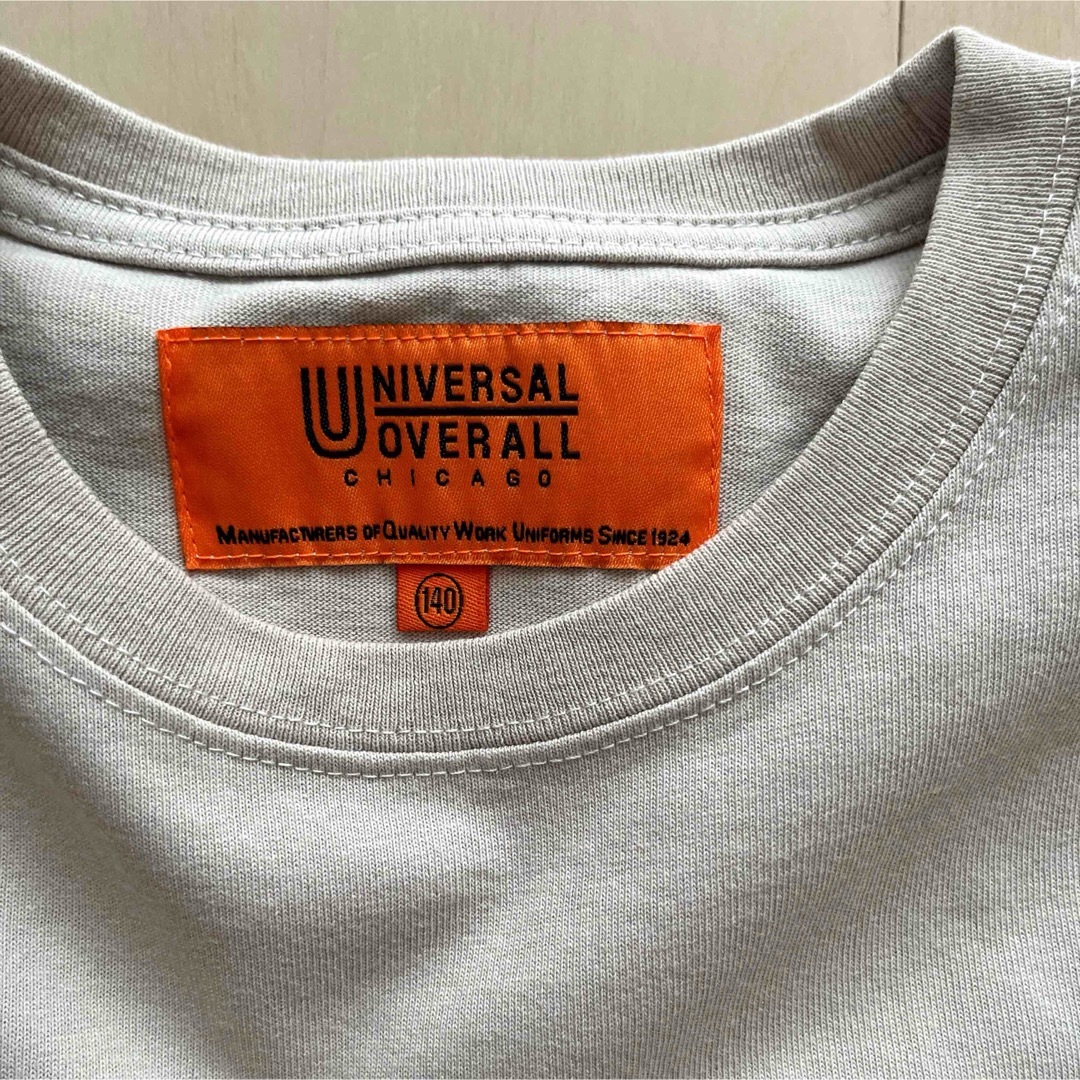 UNIVERSAL
OVERALL
CHICAGO
MANUFACTURERS OF QUALITY WORK UNIFORMS SINCE 1924
140